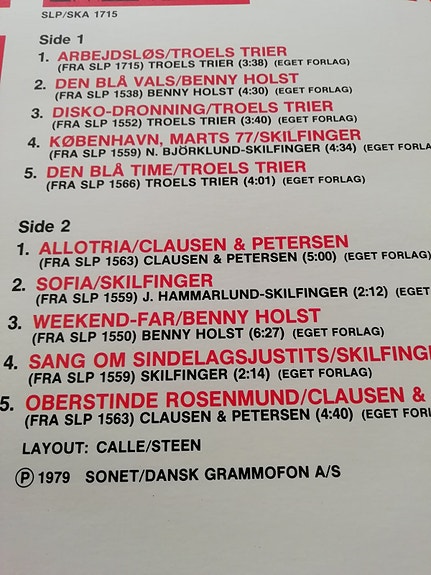 SLP/SKA 1715
Side 1
1. ARBEJDSLØS/TROELS TRIER
(FRA SLP 1715) TROELS TRIER (3:38) (EGET FORLAG)
2. DEN BLÅ VALS/BENNY HOLST
(FRA SLP 1538) BENNY HOLST (4:30) (EGET FORLAG)
3. DISKO-DRONNING/TROELS TRIER
(FRA SLP 1552) TROELS TRIER (3:40) (EGET FORLAG)
4. KØBENHAVN, MARTS 77/SKILFINGER
(FRA SLP 1559) N. BJÖRKLUND-SKILFINGER (4:34) (EGET FORLA
5. DEN BLÅ TIME/TROELS TRIER
(FRA SLP 1566) TROELS TRIER (4:01) (EGET FORLAG)
Side 2
1. ALLOTRIA/CLAUSEN & PETERSEN
(FRA SLP 1563) CLAUSEN & PETERSEN (5:00) (EGET FORLAG)
2. SOFIA/SKILFINGER
(FRA SLP 1559) J. HAMMARLUND-SKILFINGER (2:12) (EGET
3. WEEKEND-FAR/BENNY HOLST
(FRA SLP 1550) BENNY HOLST (6:27) (EGET FORLAG)
4. SANG OM SINDELAGSJUSTITS/SKILFING
(FRA SLP 1559) SKILFINGER (2:14) (EGET FORLAG)
5. OBERSTINDE ROSENMUND/CLAUSEN &
(FRA SLP 1563) CLAUSEN & PETERSEN (4:40) (EGET FORL
LAYOUT: CALLE/STEEN
Ⓟ 1979 SONET/DANSK GRAMMOFON A/S